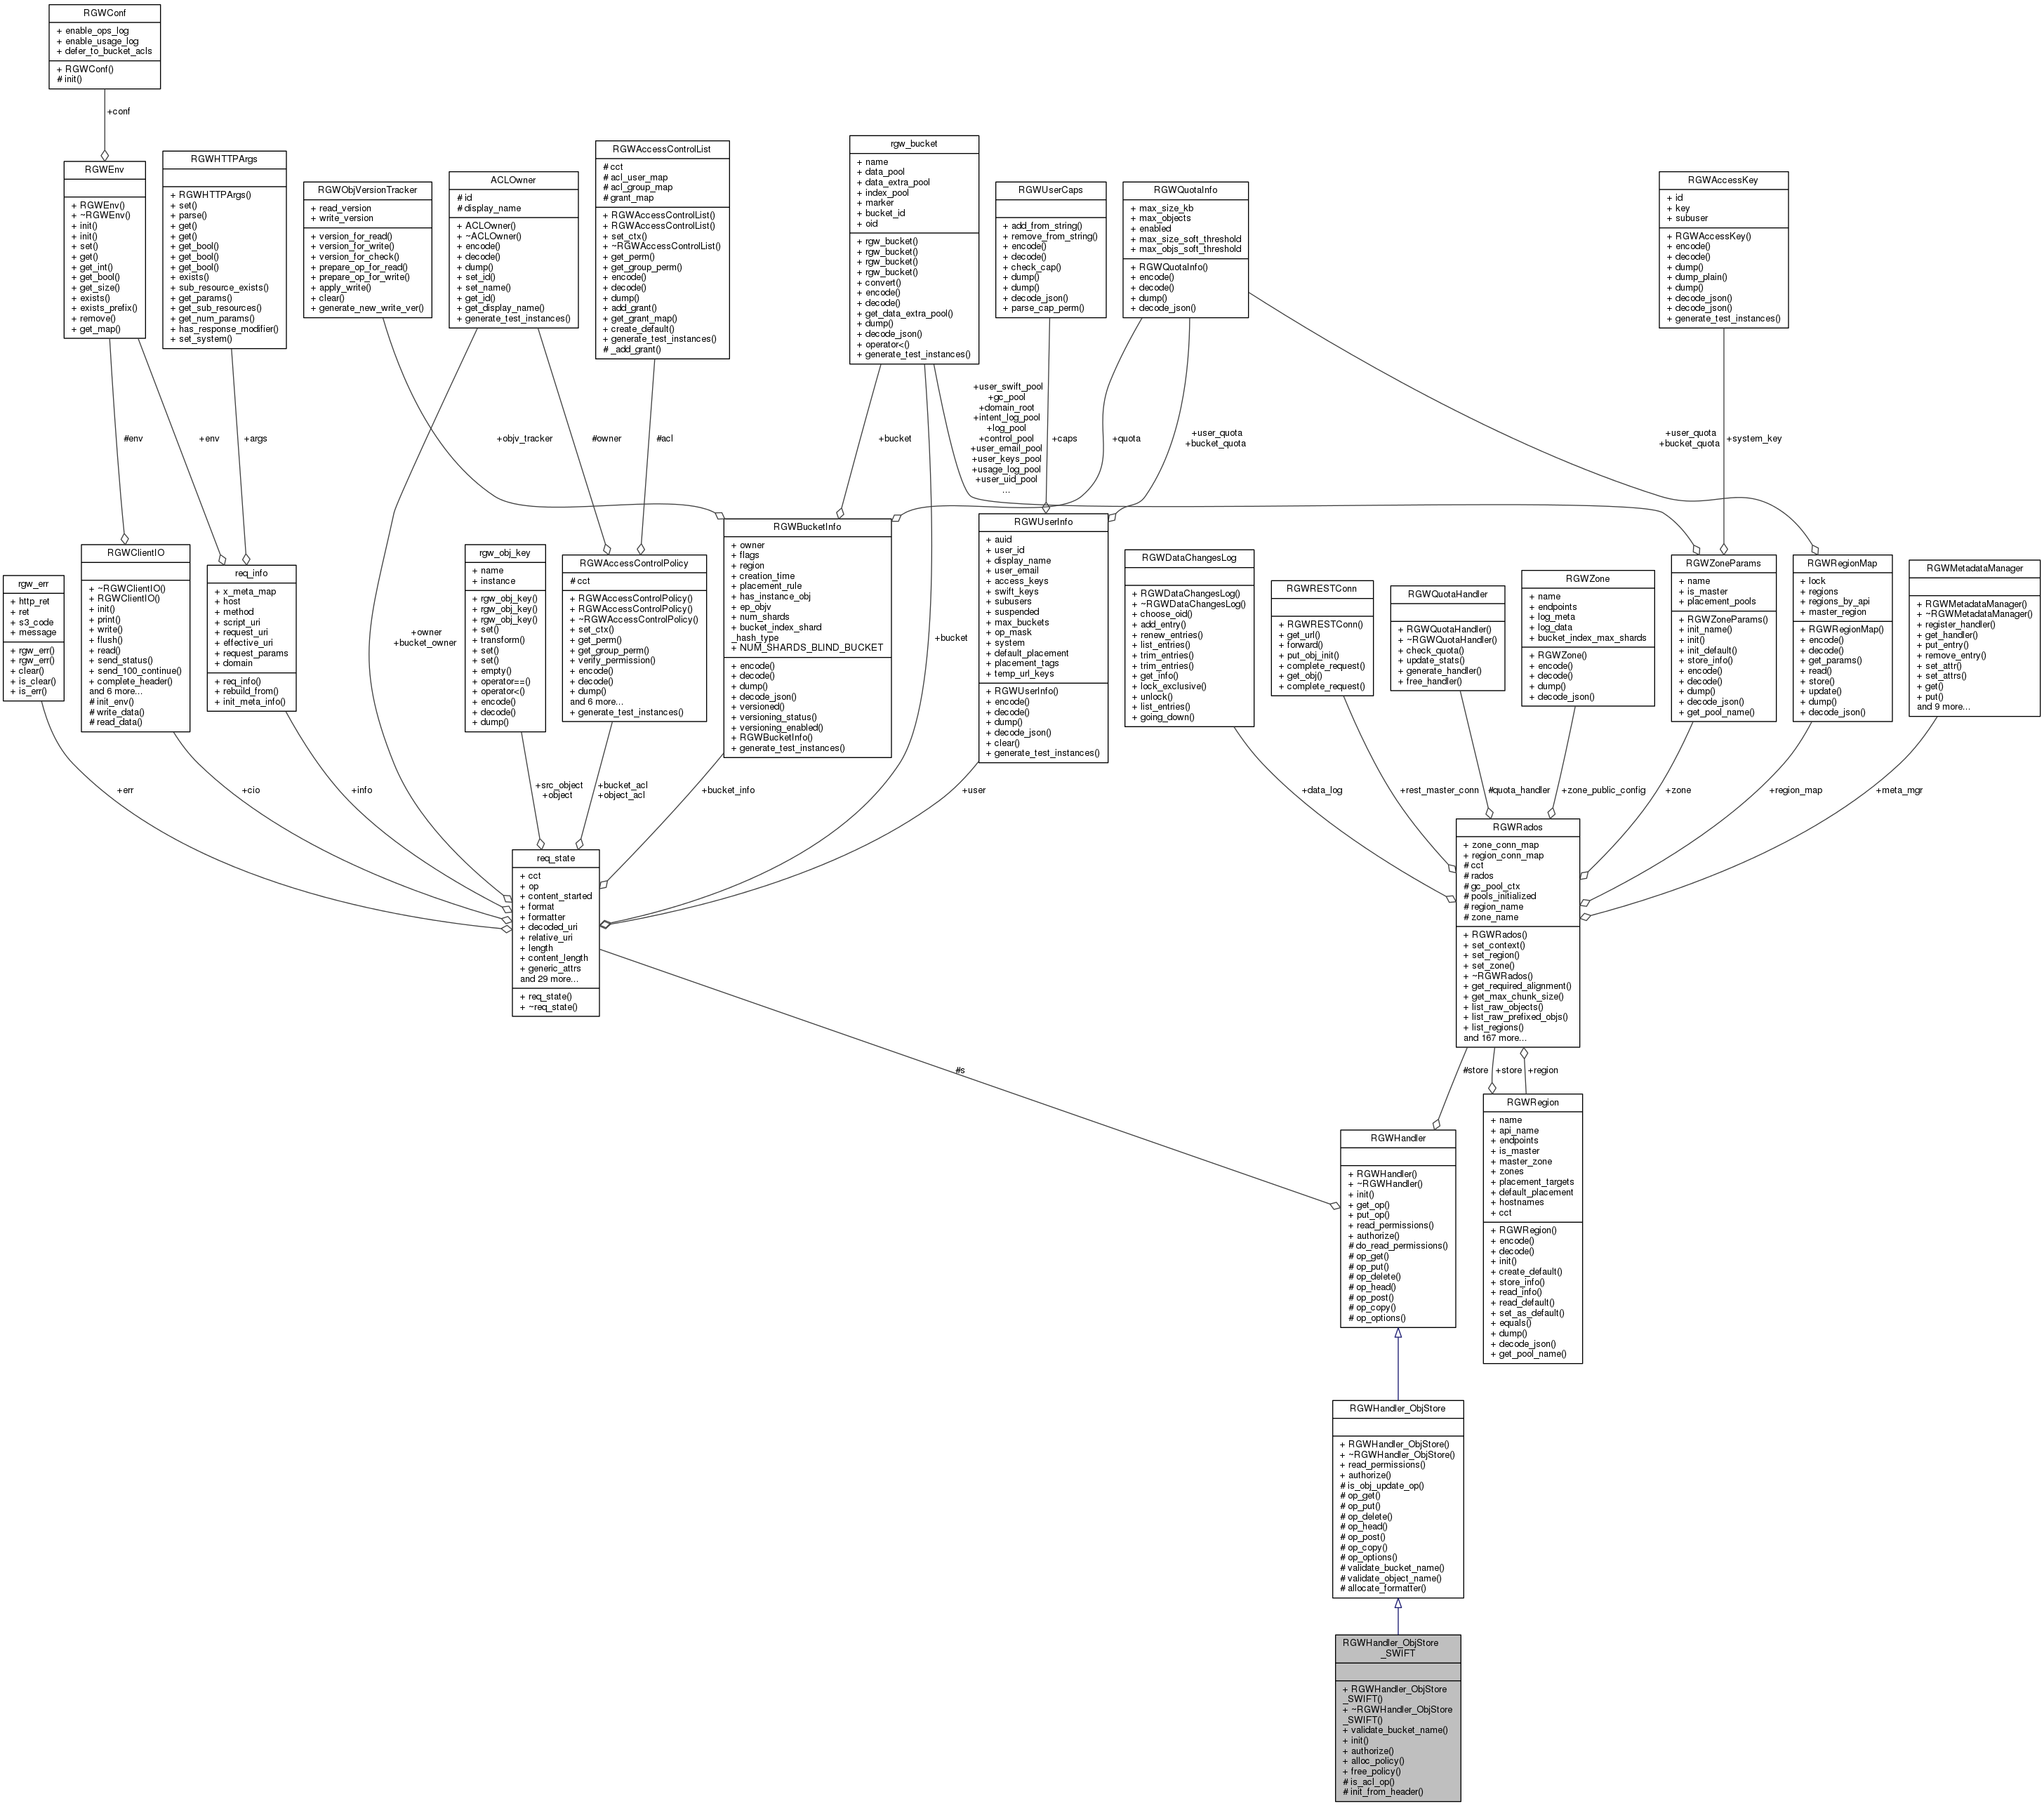 RGWConf
+ enable_ops_log
+ enable_usage_log
+ defer_to_bucket_acls
+ RGWConf()
# init()
+conf
RGWEnv
+ RGWEnv()
+ ~RGWEnv()
+ init()
+ init()
+ set()
+ get()
+ get_int()
+ get_bool()
+ get_size()
+ exists()
+ exists_prefix()
+ remove()
+ get_map()
RGWHTTPArgs
+ RGWHTTPArgs()
+ set()
+ parse()
+ get()
+ get()
+ get_bool()
+ get_bool()
+ get_bool()
+ exists()
+ sub_resource_exists()
+ get_params()
+ get_sub_resources()
+ get_num_params()
+ has_response_modifier()
+ set_system()
RGWObjVersionTracker
+ read_version
+ write_version
+ version_for_read()
+ version_for_write()
+ version_for_check()
+ prepare_op_for_read()
+ prepare_op_for_write()
+ apply_write()
+ clear()
+ generate_new_write_ver()
ACLOwner
# id
# display_name
+ ACLOwner()
+ ~ACLOwner()
+ encode()
+ decode()
+ dump()
+ set_id()
+ set_name()
+ get_id()
+ get_display_name()
+ generate_test_instances()
RGWAccessControlList
# cct
# acl_user_map
# acl_group_map
# grant_map
+ RGWAccessControlList()
+ RGWAccessControlList()
+ set_ctx()
+ ~RGWAccessControlList()
+ get_perm()
+ get_group_perm()
+ encode()
+ decode()
+ dump()
+ add_grant()
+ get_grant_map()
+ create_default()
+ generate_test_instances()
# _add_grant()
rgw_bucket
+ name
+ data_pool
+ data_extra_pool
+ index_pool
+ marker
+ bucket_id
+ oid
+ rgw_bucket()
+ rgw_bucket()
+ rgw_bucket()
+ rgw_bucket()
+ convert()
+ encode()
+ decode()
+ get_data_extra_pool()
+ dump()
+ decode_json()
+ operator<()
+ generate_test_instances()
RGWUserCaps
+ add_from_string()
+ remove_from_string()
+ encode()
+ decode()
+ check_cap()
+ dump()
+ dump()
+ decode_json()
+ parse_cap_perm()
RGWQuotaInfo
+ max_size_kb
+ max_objects
+ enabled
+ max_size_soft_threshold
+ max_objs_soft_threshold
+ RGWQuotaInfo()
+ encode()
+ decode()
+ dump()
+ decode_json()
RGWAccessKey
+ id
+ key
+ subuser
+ RGWAccessKey()
+ encode()
+ decode()
+ dump()
+ dump_plain()
+ dump()
+ decode_json()
+ decode_json()
+ generate_test_instances()
#env
+env
+args
+objv_tracker
#owner
#acl
+bucket
+user_swift_pool
+gc_pool
+domain_root
+intent_log_pool
+log_pool
+control_pool
+user_email_pool
+user_keys_pool
+usage_log_pool
+user_uid_pool
...
+caps
+quota
+user_quota
+bucket_quota
+user_quota
+bucket_quota
+system_key
rgw_err
+ http_ret
+ ret
+ s3_code
+ message
+ rgw_err()
+ rgw_err()
+ clear()
+ is_clear()
+ is_err()
RGWClientIO
+ ~RGWClientIO()
+ RGWClientIO()
+ init()
+ print()
+ write()
+ flush()
+ read()
+ send_status()
+ send_100_continue()
+ complete_header()
and 6 more...
# init_env()
# write_data()
# read_data()
req_info
+ x_meta_map
+ host
+ method
+ script_uri
+ request_uri
+ effective_uri
+ request_params
+ domain
+ req_info()
+ rebuild_from()
+ init_meta_info()
+owner
+bucket_owner
rgw_obj_key
+ name
+ instance
+ rgw_obj_key()
+ rgw_obj_key()
+ rgw_obj_key()
+ set()
+ transform()
+ set()
+ set()
+ empty()
+ operator==()
+ operator<()
+ encode()
+ decode()
+ dump()
RGWAccessControlPolicy
# cct
+ RGWAccessControlPolicy()
+ RGWAccessControlPolicy()
+ ~RGWAccessControlPolicy()
+ set_ctx()
+ get_perm()
+ get_group_perm()
+ verify_permission()
+ encode()
+ decode()
+ dump()
and 6 more...
+ generate_test_instances()
RGWBucketInfo
+ owner
+ flags
+ region
+ creation_time
+ placement_rule
+ has_instance_obj
+ ep_objv
+ num_shards
+ bucket_index_shard
_hash_type
+ NUM_SHARDS_BLIND_BUCKET
+ encode()
+ decode()
+ dump()
+ decode_json()
+ versioned()
+ versioning_status()
+ versioning_enabled()
+ RGWBucketInfo()
+ generate_test_instances()
+bucket
RGWUserInfo
+ auid
+ user_id
+ display_name
+ user_email
+ access_keys
+ swift_keys
+ subusers
+ suspended
+ max_buckets
+ op_mask
+ system
+ default_placement
+ placement_tags
+ temp_url_keys
+ RGWUserInfo()
+ encode()
+ decode()
+ dump()
+ decode_json()
+ clear()
+ generate_test_instances()
RGWDataChangesLog
+ RGWDataChangesLog()
+ ~RGWDataChangesLog()
+ choose_oid()
+ add_entry()
+ renew_entries()
+ list_entries()
+ trim_entries()
+ trim_entries()
+ get_info()
+ lock_exclusive()
+ unlock()
+ list_entries()
+ going_down()
RGWRESTConn
+ RGWRESTConn()
+ get_url()
+ forward()
+ put_obj_init()
+ complete_request()
+ get_obj()
+ complete_request()
RGWQuotaHandler
+ RGWQuotaHandler()
+ ~RGWQuotaHandler()
+ check_quota()
+ update_stats()
+ generate_handler()
+ free_handler()
RGWZone
+ name
+ endpoints
+ log_meta
+ log_data
+ bucket_index_max_shards
+ RGWZone()
+ encode()
+ decode()
+ dump()
+ decode_json()
RGWZoneParams
+ name
+ is_master
+ placement_pools
+ RGWZoneParams()
+ init_name()
+ init()
+ init_default()
+ store_info()
+ encode()
+ decode()
+ dump()
+ decode_json()
+ get_pool_name()
RGWRegionMap
+ lock
+ regions
+ regions_by_api
+ master_region
+ RGWRegionMap()
+ encode()
+ decode()
+ get_params()
+ read()
+ store()
+ update()
+ dump()
+ decode_json()
RGWMetadataManager
+ RGWMetadataManager()
+ ~RGWMetadataManager()
+ register_handler()
+ get_handler()
+ put_entry()
+ remove_entry()
+ set_attr()
+ set_attrs()
+ get()
+ put()
and 9 more...
+err
+cio
+info
+src_object
+object
+bucket_acl
+object_acl
+bucket_info
+user
+data_log
+rest_master_conn
#quota_handler
+zone_public_config
+zone
+region_map
+meta_mgr
req_state
+ cct
+ op
+ content_started
+ format
+ formatter
+ decoded_uri
+ relative_uri
+ length
+ content_length
+ generic_attrs
and 29 more...
+ req_state()
+ ~req_state()
RGWRados
+ zone_conn_map
+ region_conn_map
# cct
# rados
# gc_pool_ctx
# pools_initialized
# region_name
# zone_name
+ RGWRados()
+ set_context()
+ set_region()
+ set_zone()
+ ~RGWRados()
+ get_required_alignment()
+ get_max_chunk_size()
+ list_raw_objects()
+ list_raw_prefixed_objs()
+ list_regions()
and 167 more...
#s
#store
+store
+region
RGWHandler
+ RGWHandler()
+ ~RGWHandler()
+ init()
+ get_op()
+ put_op()
+ read_permissions()
+ authorize()
# do_read_permissions()
# op_get()
# op_put()
# op_delete()
# op_head()
# op_post()
# op_copy()
# op_options()
RGWRegion
+ name
+ api_name
+ endpoints
+ is_master
+ master_zone
+ zones
+ placement_targets
+ default_placement
+ hostnames
+ cct
+ RGWRegion()
+ encode()
+ decode()
+ init()
+ create_default()
+ store_info()
+ read_info()
+ read_default()
+ set_as_default()
+ equals()
+ dump()
+ decode_json()
+ get_pool_name()
RGWHandler_ObjStore
+ RGWHandler_ObjStore()
+ ~RGWHandler_ObjStore()
+ read_permissions()
+ authorize()
# is_obj_update_op()
# op_get()
# op_put()
# op_delete()
# op_head()
# op_post()
# op_copy()
# op_options()
# validate_bucket_name()
# validate_object_name()
# allocate_formatter()
RGWHandler_ObjStore
_SWIFT
+ RGWHandler_ObjStore
_SWIFT()
+ ~RGWHandler_ObjStore
_SWIFT()
+ validate_bucket_name()
+ init()
+ authorize()
+ alloc_policy()
+ free_policy()
# is_acl_op()
# init_from_header()